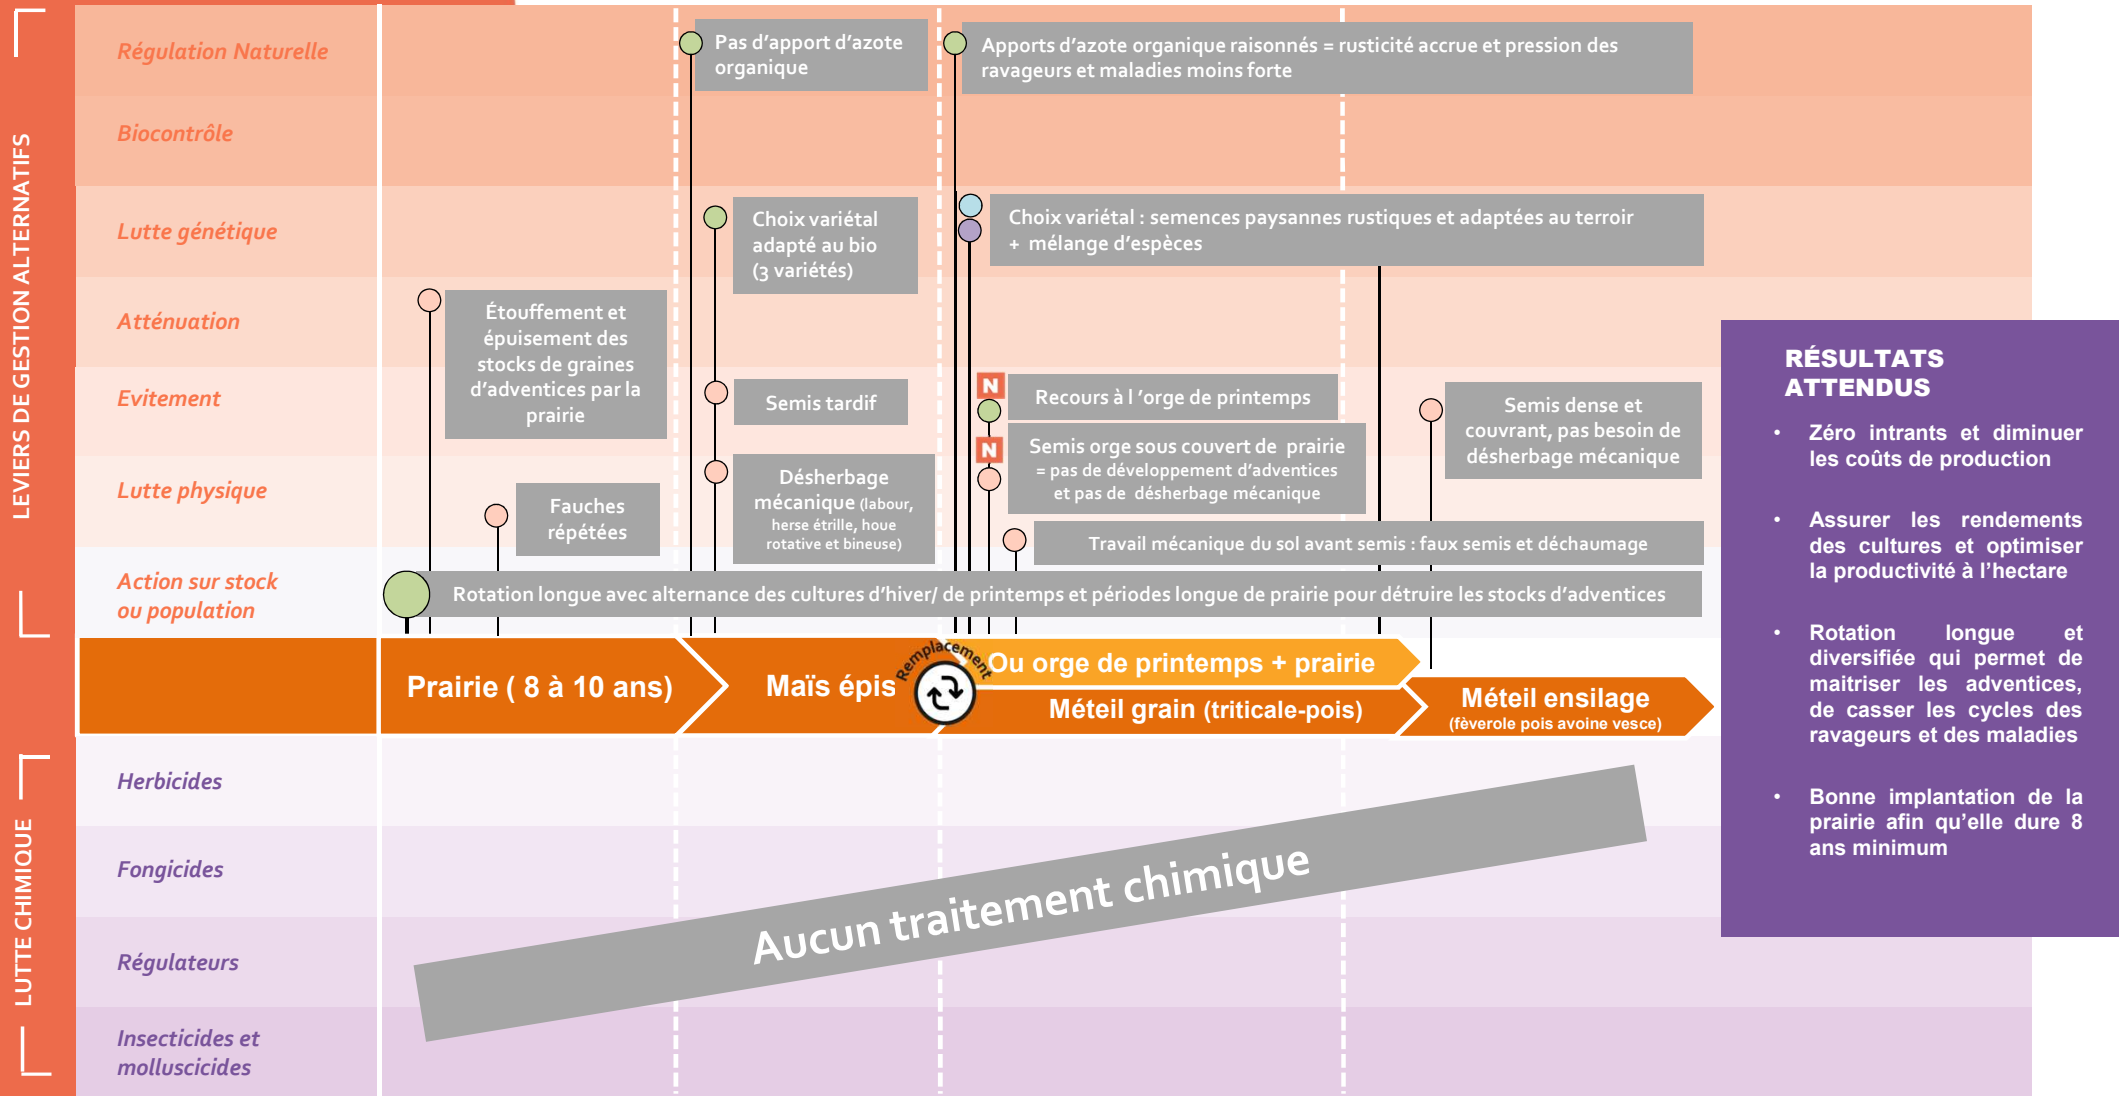 LEVIERS DE GESTION ALTERNATIFS
Régulation Naturelle
Pas d'apport d'azote
organique
Apports d'azote organique raisonnés = rusticité accrue et pression des
ravageurs et maladies moins forte
Biocontrôle
Lutte génétique
Choix variétal
adapté au bio
(3 variétés)
Choix variétal : semences paysannes rustiques et adaptées au terroir
+ mélange d'espèces
Atténuation
Étouffement et
épuisement des
stocks de graines
d'adventices par la
prairie
Evitement
Semis tardif
N
Recours à l 'orge de printemps
Semis dense et
couvrant, pas besoin de
désherbage mécanique
Lutte physique
Fauches
répétées
Désherbage
mécanique (labour,
herse étrille, houe
rotative et bineuse)
N
Semis orge sous couvert de prairie
= pas de développement d'adventices
et pas de désherbage mécanique
Travail mécanique du sol avant semis : faux semis et déchaumage
Action sur stock
ou population
Rotation longue avec alternance des cultures d'hiver/ de printemps et périodes longue de prairie pour détruire les stocks d'adventices
Prairie ( 8 à 10 ans)
Maïs épis
Remplacement
Ou orge de printemps + prairie
Méteil grain (triticale-pois)
Méteil ensilage
(fèverole pois avoine vesce)
LUTTE CHIMIQUE
Herbicides
Fongicides
Régulateurs
Insecticides et
molluscicides
Aucun traitement chimique
RÉSULTATS
ATTENDUS
• Zéro intrants et diminuer
les coûts de production
• Assurer les rendements
des cultures et optimiser
la productivité à l'hectare
• Rotation longue et
diversifiée qui permet de
maitriser les adventices,
de casser les cycles des
ravageurs et des maladies
• Bonne implantation de la
prairie afin qu'elle dure 8
ans minimum